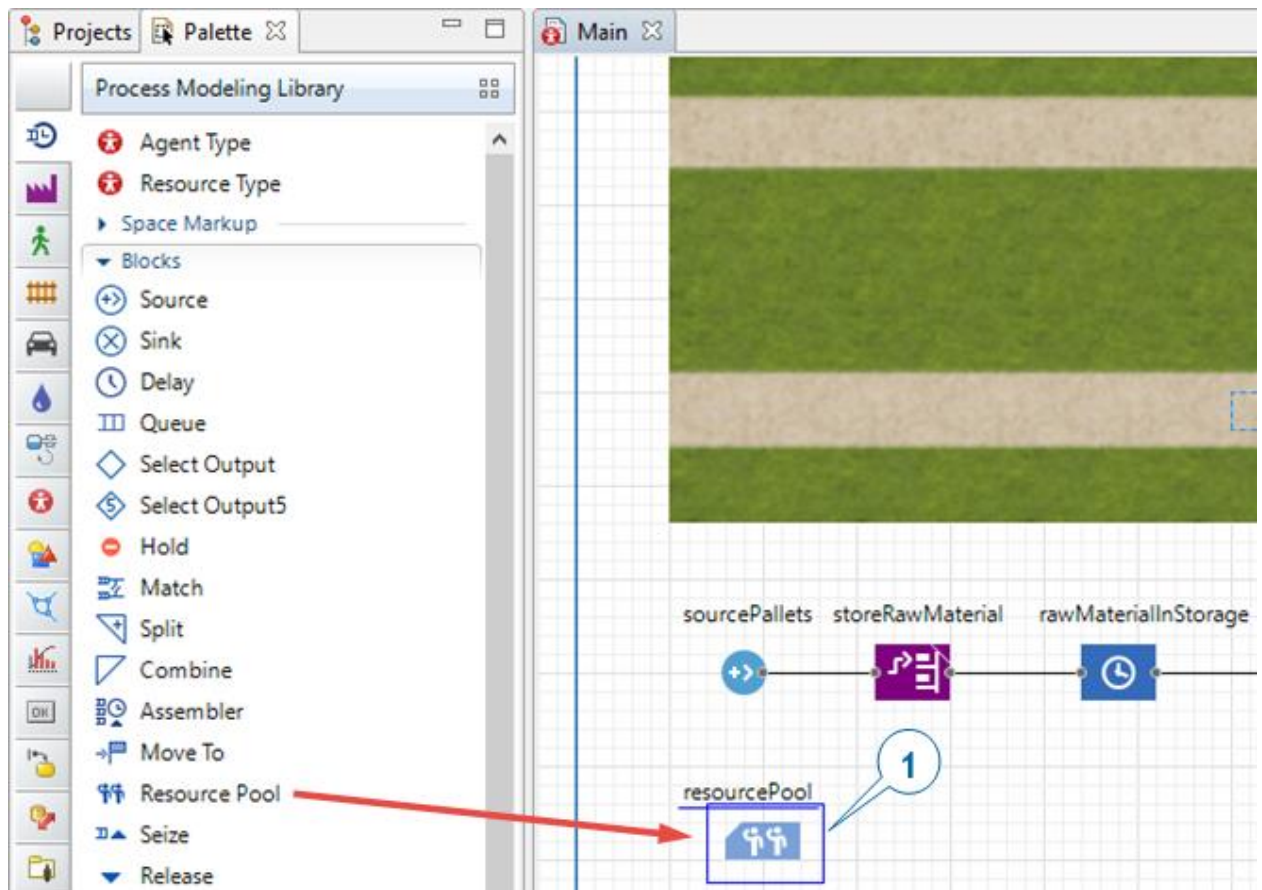 Projects
Palette
Main
Process Modeling Library
Agent Type
Resource Type
Space Markup
Blocks
Source
Sink
Delay
Queue
Select Output
Select Output5
Hold
Match
Split
Combine
Assembler
Move To
Resource Pool
Seize
Release
OK
sourcePallets
storeRawMaterial
rawMaterialInStorage
resourcePool
1